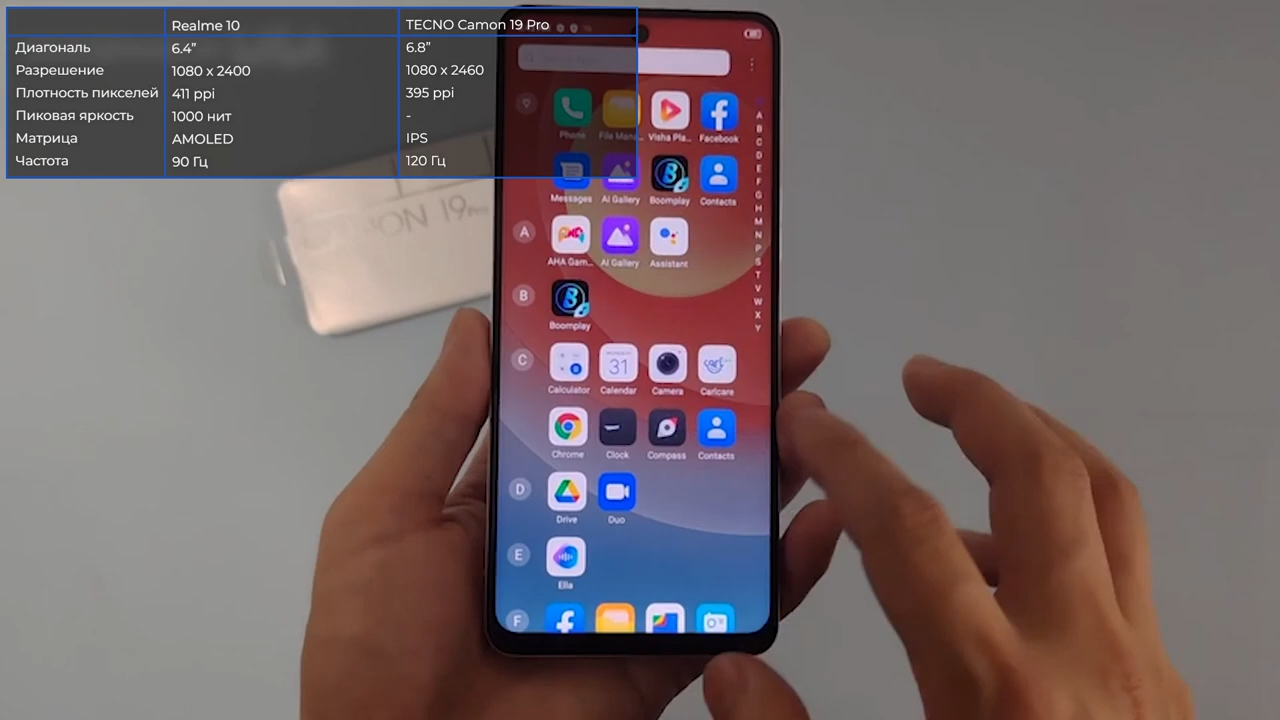 Realme 10 TECNO Camon 19 Pro
Диагональ 6.4” 6.8”
Разрешение 1080 x 2400 1080 x 2460
Плотность пикселей 411 ppi 395 ppi
Пиковая яркость 1000 нит -
Матрица AMOLED IPS
Частота 90 Гц 120 Гц
19 Pro
Phone File Mana... Visha Pla... Facebook
Messages AI Gallery Boomplay Contacts
A
AHA Gam... AI Gallery Assistant
B
Boomplay
C
31
Calculator Calendar Camera Carlcare
Chrome Clock Compass Contacts
D
Drive Duo
E
Ella
F
A
B
C
D
E
F
G
H
M
N
P
S
T
V
W
X
Y